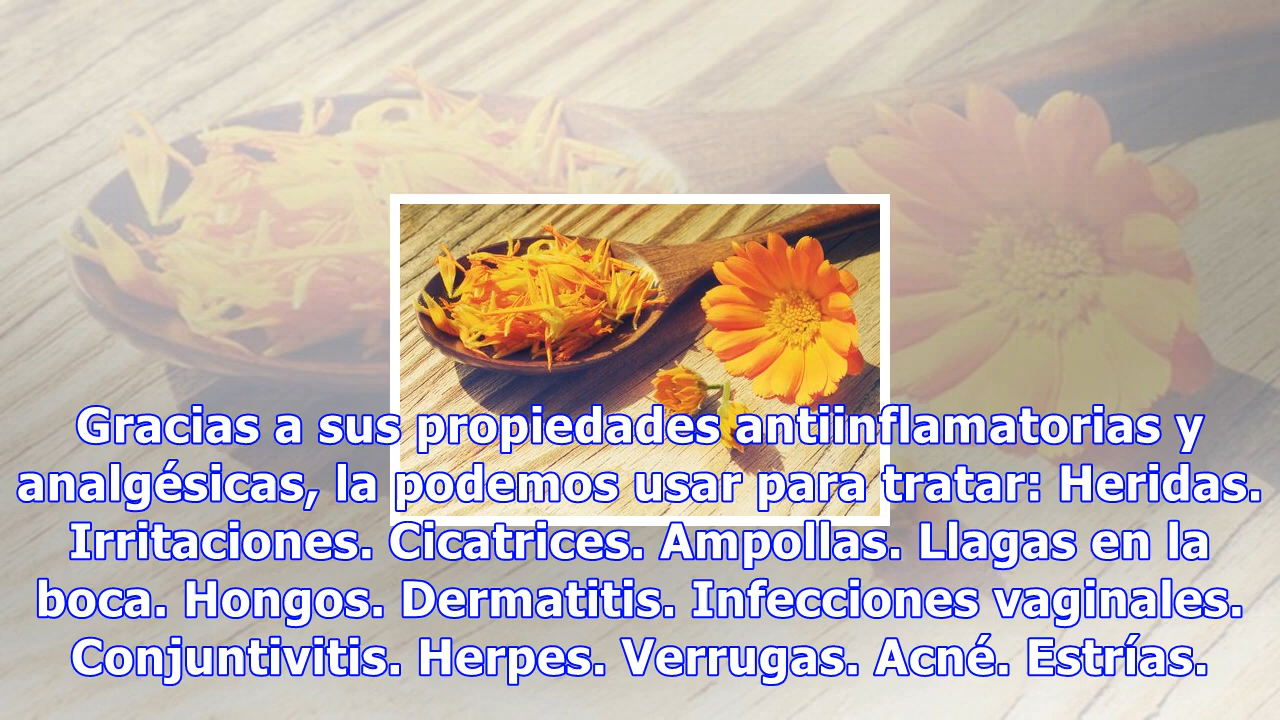 Gracias a sus propiedades antiinflamatorias y
analgésicas, la podemos usar para tratar: Heridas.
Irritaciones. Cicatrices. Ampollas. Llagas en la
boca. Hongos. Dermatitis. Infecciones vaginales.
Conjuntivitis. Herpes. Verrugas. Acné. Estrías.